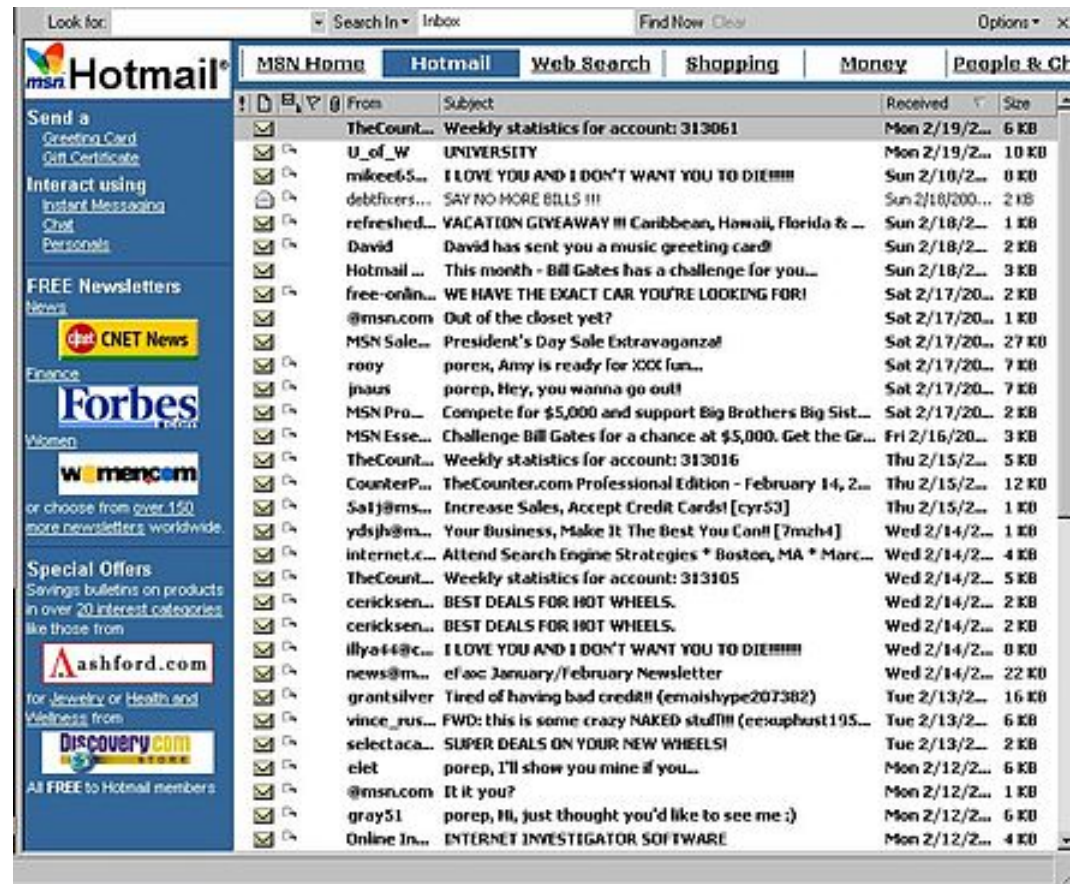 Look for: Search In Inbox Find Now Clear Options x
msn Hotmail
MSN Home Hotmail Web Search Shopping Money People & Ch
Send a
Greeting Card
Gift Certificate
Interact using
Instant Messaging
Chat
Personals
FREE Newsletters
News
c|net CNET News
Finance
Forbes
Women
women.com
or choose from over 150
more newsletters worldwide.
Special Offers
Savings bulletins on products
in over 20 interest categories
like those from
Ashford.com
for Jewelry or Health and
Wellness from
Discovery.com
STORE
All FREE to Hotmail members
! From Subject Received Size
TheCount... Weekly statistics for account: 313061 Mon 2/19/2... 6 KB
U_of_W UNIVERSITY Mon 2/19/2... 10 KB
mikee65... I LOVE YOU AND I DON'T WANT YOU TO DIE!!!!!!! Sun 2/18/2... 8 KB
debtfixers... SAY NO MORE BILLS !!! Sun 2/18/200... 2 KB
refreshed... VACATION GIVEAWAY !!! Caribbean, Hawaii, Florida & ... Sun 2/18/2... 1 KB
David David has sent you a music greeting card! Sun 2/18/2... 2 KB
Hotmail ... This month - Bill Gates has a challenge for you... Sun 2/18/2... 3 KB
free-onlin... WE HAVE THE EXACT CAR YOU'RE LOOKING FOR! Sat 2/17/20... 2 KB
@msn.com Out of the closet yet? Sat 2/17/20... 1 KB
MSN Sale... President's Day Sale Extravaganza! Sat 2/17/20... 27 KB
rooy porex, Amy is ready for XXX fun... Sat 2/17/20... 7 KB
jnaus porep, Hey, you wanna go out! Sat 2/17/20... 7 KB
MSN Pro... Compete for $5,000 and support Big Brothers Big Sist... Sat 2/17/20... 2 KB
MSN Esse... Challenge Bill Gates for a chance at $5,000. Get the Gr... Fri 2/16/20... 3 KB
TheCount... Weekly statistics for account: 313016 Thu 2/15/2... 5 KB
CounterP... TheCounter.com Professional Edition - February 14, 2... Thu 2/15/2... 12 KB
5a1j@ms... Increase Sales, Accept Credit Cards! [cyr53] Thu 2/15/2... 1 KB
ydsjh@m... Your Business, Make It The Best You Can!! [7mzh4] Wed 2/14/2... 1 KB
internet.c... Attend Search Engine Strategies * Boston, MA * Marc... Wed 2/14/2... 4 KB
TheCount... Weekly statistics for account: 313105 Wed 2/14/2... 5 KB
cericksen... BEST DEALS FOR HOT WHEELS. Wed 2/14/2... 2 KB
cericksen... BEST DEALS FOR HOT WHEELS. Wed 2/14/2... 2 KB
illya44@c... I LOVE YOU AND I DON'T WANT YOU TO DIE!!!!!!! Wed 2/14/2... 8 KB
news@m... eFax: January/February Newsletter Wed 2/14/2... 22 KB
grantsilver Tired of having bad credit!! (emaishype207382) Tue 2/13/2... 16 KB
vince_rus... FWD: this is some crazy NAKED stuff!!! (eexuphust195... Tue 2/13/2... 6 KB
selectaca... SUPER DEALS ON YOUR NEW WHEELS! Tue 2/13/2... 2 KB
elet porep, I'll show you mine if you... Mon 2/12/2... 6 KB
@msn.com It it you? Mon 2/12/2... 1 KB
gray51 porep, Hi, just thought you'd like to see me :) Mon 2/12/2... 6 KB
Online In... INTERNET INVESTIGATOR SOFTWARE Mon 2/12/2... 4 KB